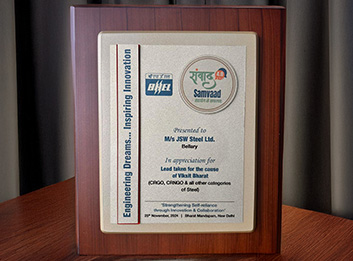 Engineering Dreams... Inspiring Innovation
BHEL
संवाद
Samvaad
Presented to
M/s JSW Steel Ltd.
Bellary
In appreciation for
Lead taken for the cause
of Viksit Bharat
(CRGO, CRNGO & all other categories
of Steel)
"Strengthening Self-reliance
through Innovation & Collaboration"
20th November, 2024 | Bharat Mandapam, New Delhi